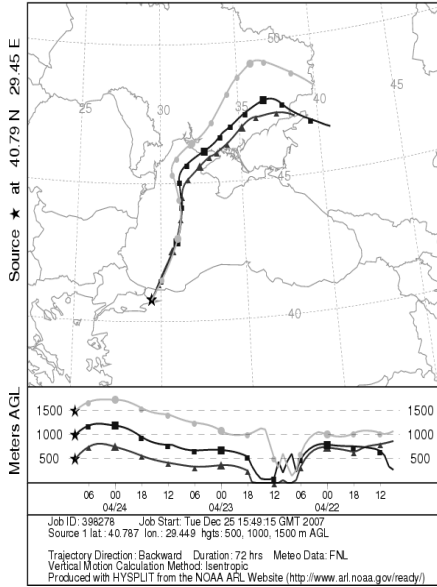 Source ★ at 40.79 N 29.45 E
50
45
40
35
30
25
45
40
Meters AGL
1500
1000
500
1500
1000
500
06 00 18 12 06 00 18 12 06 00 18 12
04/24 04/23 04/22
Job ID: 398278 Job Start: Tue Dec 25 15:49:15 GMT 2007
Source 1 lat.: 40.787 lon.: 29.449 hgts: 500, 1000, 1500 m AGL
Trajectory Direction: Backward Duration: 72 hrs Meteo Data: FNL
Vertical Motion Calculation Method: Isentropic
Produced with HYSPLIT from the NOAA ARL Website (http://www.arl.noaa.gov/ready/)